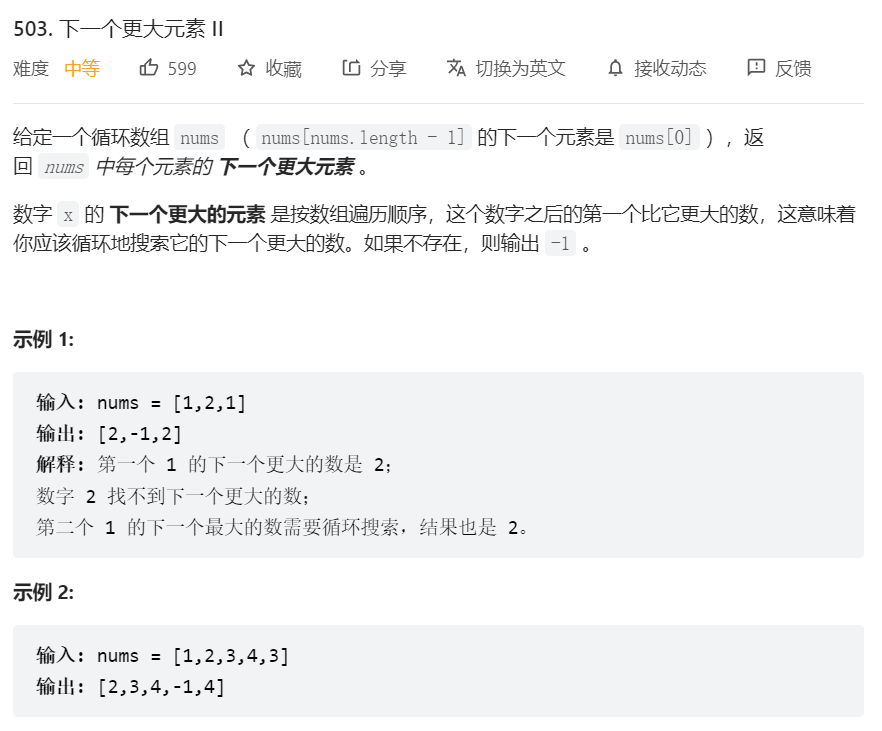 503. 下一个更大元素 II
难度 中等 599 收藏 分享 切换为英文 接收动态 反馈
给定一个循环数组 nums （ nums[nums.length - 1] 的下一个元素是 nums[0] ），返
回 nums 中每个元素的 下一个更大元素 。
数字 x 的 下一个更大的元素 是按数组遍历顺序，这个数字之后的第一个比它更大的数，这意味着
你应该循环地搜索它的下一个更大的数。如果不存在，则输出 -1 。
示例 1:
输入: nums = [1,2,1]
输出: [2,-1,2]
解释: 第一个 1 的下一个更大的数是 2；
数字 2 找不到下一个更大的数；
第二个 1 的下一个最大的数需要循环搜索，结果也是 2。
示例 2:
输入: nums = [1,2,3,4,3]
输出: [2,3,4,-1,4]